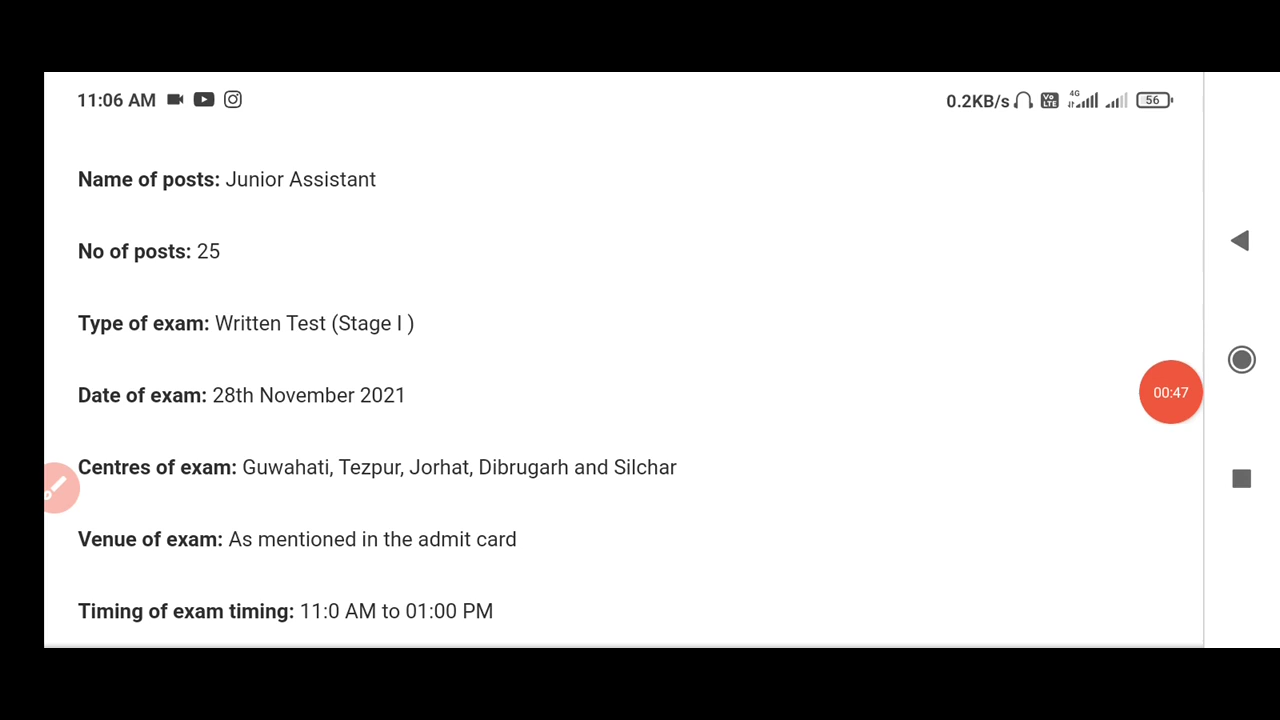 11:06 AM 0.2KB/s Vo LTE 4G 56
Name of posts: Junior Assistant
No of posts: 25
Type of exam: Written Test (Stage I )
Date of exam: 28th November 2021
00:47
Centres of exam: Guwahati, Tezpur, Jorhat, Dibrugarh and Silchar
Venue of exam: As mentioned in the admit card
Timing of exam timing: 11:0 AM to 01:00 PM